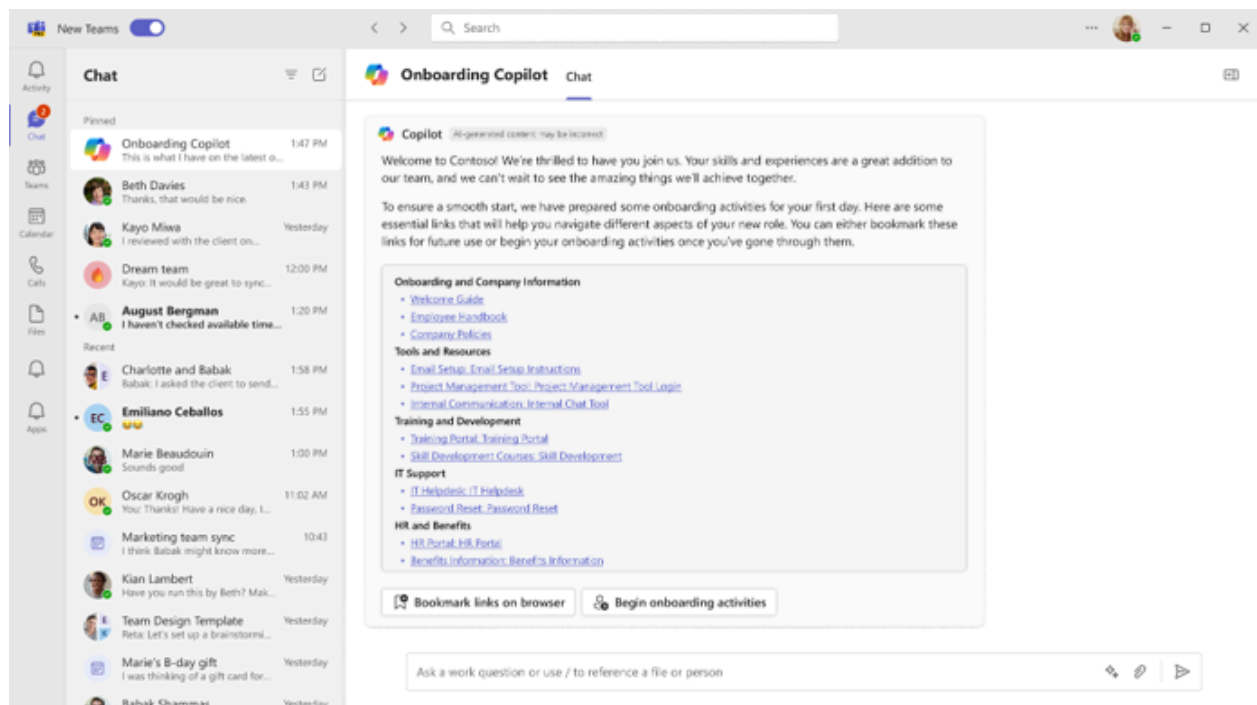 New Teams
Search
Activity
Chat
2
Teams
Calendar
Calls
Files
Apps
Chat
Pinned
Onboarding Copilot 1:47 PM
This is what I have on the latest o...
Beth Davies 1:43 PM
Thanks, that would be nice.
Kayo Miwa Yesterday
I reviewed with the client on...
Dream team 12:00 PM
Kayo: It would be great to sync...
AB August Bergman 1:20 PM
I haven't checked available time...
Recent
E Charlotte and Babak 1:58 PM
Babak: I asked the client to send...
EC Emiliano Ceballos 1:55 PM
Marie Beaudouin 1:00 PM
Sounds good
OK Oscar Krogh 11:02 AM
You: Thanks! Have a nice day, I...
Marketing team sync 10:43
I think Babak might know more...
Kian Lambert Yesterday
Have you run this by Beth? Mak...
Team Design Template Yesterday
Reta: Let's set up a brainstormi...
Marie's B-day gift Yesterday
I was thinking of a gift card for...
Babak Shammas Yesterday
Onboarding Copilot Chat
Copilot AI-generated content may be incorrect
Welcome to Contoso! We're thrilled to have you join us. Your skills and experiences are a great addition to
our team, and we can't wait to see the amazing things we'll achieve together.
To ensure a smooth start, we have prepared some onboarding activities for your first day. Here are some
essential links that will help you navigate different aspects of your new role. You can either bookmark these
links for future use or begin your onboarding activities once you've gone through them.
Onboarding and Company Information
• Welcome Guide
• Employee Handbook
• Company Policies
Tools and Resources
• Email Setup: Email Setup Instructions
• Project Management Tool: Project Management Tool Login
• Internal Communication: Internal Chat Tool
Training and Development
• Training Portal: Training Portal
• Skill Development Courses: Skill Development
IT Support
• IT Helpdesk: IT Helpdesk
• Password Reset: Password Reset
HR and Benefits
• HR Portal: HR Portal
• Benefits Information: Benefits Information
Bookmark links on browser
Begin onboarding activities
Ask a work question or use / to reference a file or person